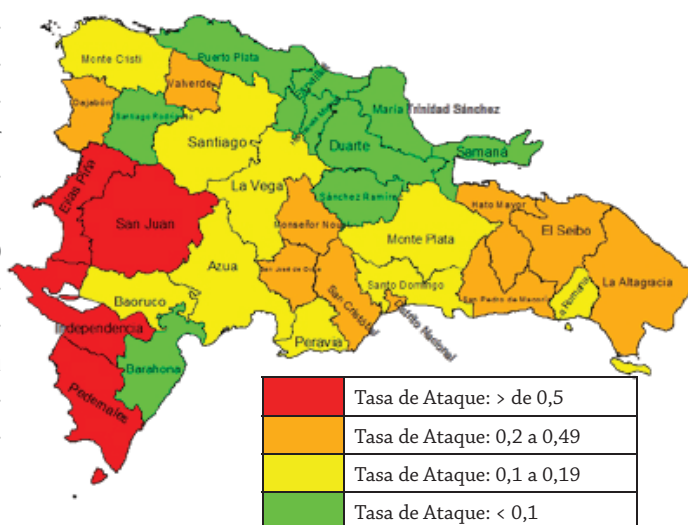 Monte Cristi
Puerto Plata
Valverde
Dajabón
Santiago Rodríguez
Espaillat
María Trinidad Sánchez
Santiago
Duarte
Samaná
La Vega
Sánchez Ramírez
Elías Piña
San Juan
Monseñor Nouel
Hato Mayor
El Seibo
Monte Plata
Azua
La Altagracia
San José de Ocoa
Santo Domingo
San Pedro de Macorís
La Romana
Baoruco
San Cristóbal
Distrito Nacional
Independencia
Peravia
Barahona
Pedernales
Tasa de Ataque: > de 0,5
Tasa de Ataque: 0,2 a 0,49
Tasa de Ataque: 0,1 a 0,19
Tasa de Ataque: < 0,1